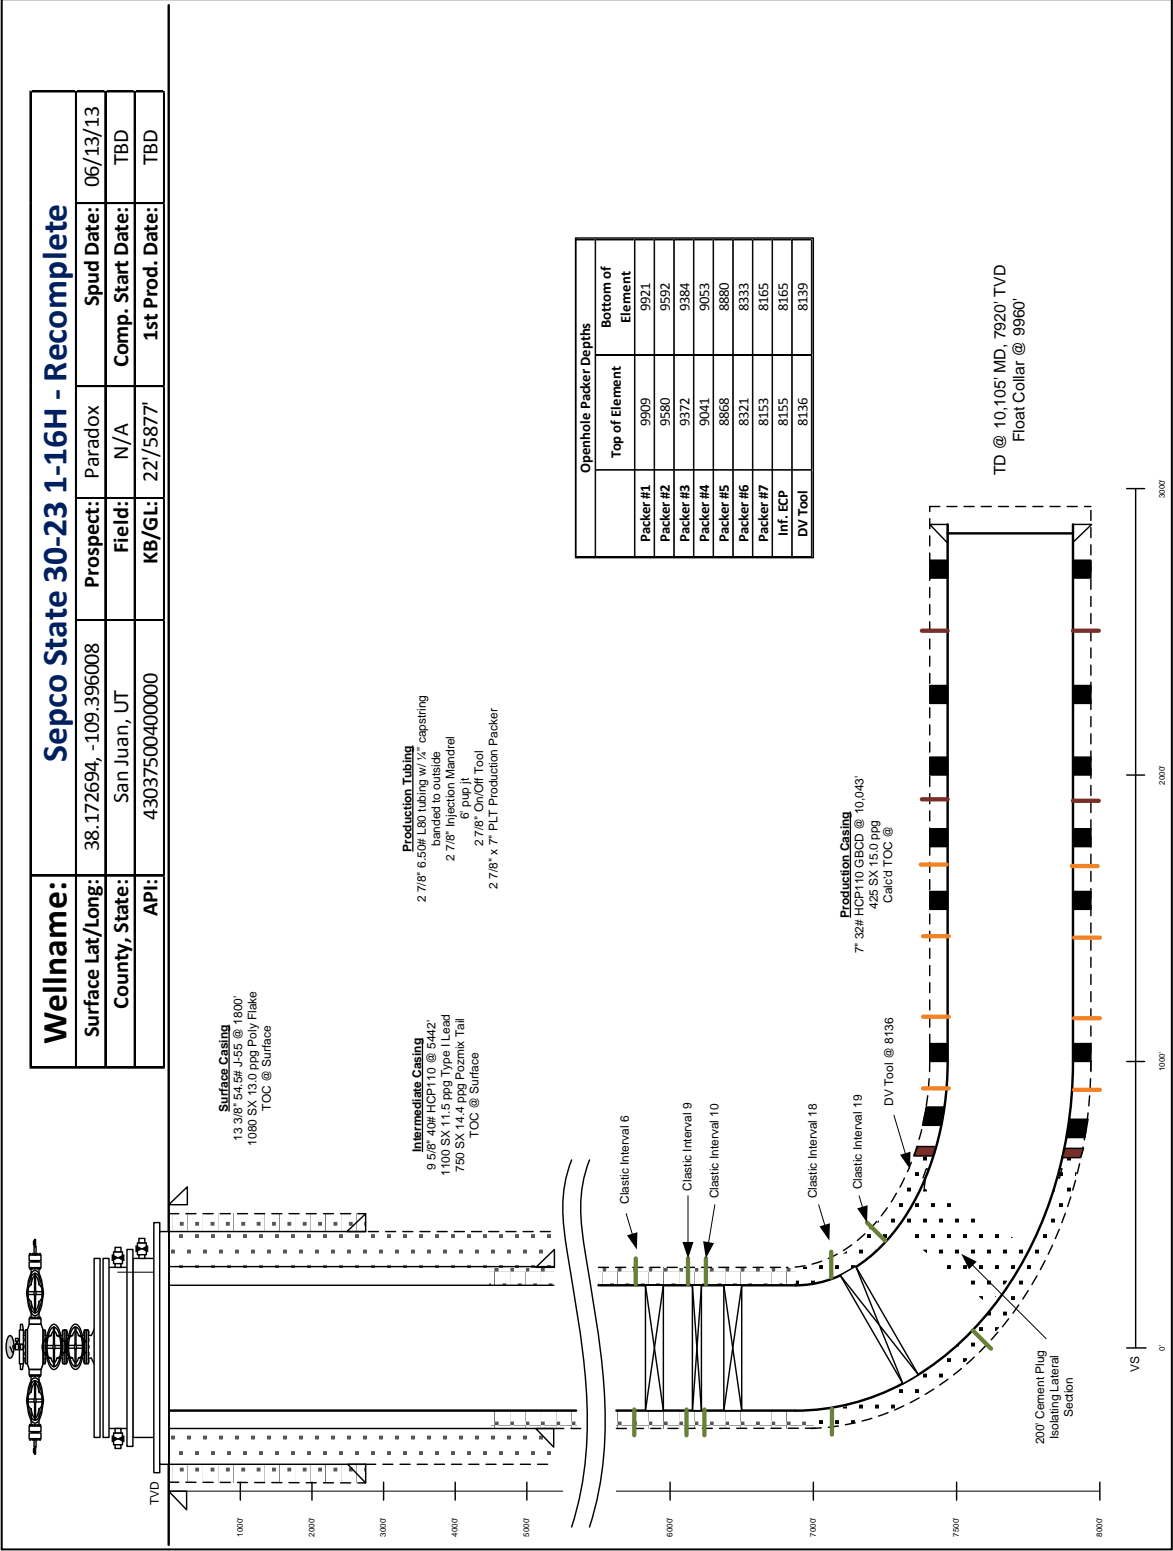 Wellname: Sepco State 30-23 1-16H - Recomplete
Surface Lat/Long: 38.172694, -109.396008 Prospect: Paradox Spud Date: 06/13/13
County, State: San Juan, UT Field: N/A Comp. Start Date: TBD
API: 43037500400000 KB/GL: 22'/5877' 1st Prod. Date: TBD
TVD
1000'
2000'
3000'
4000'
5000'
6000'
7000'
7500'
8000'
Surface Casing
13 3/8" 54.5# J-55 @ 1800'
1080 SX 13.0 ppg Poly Flake
TOC @ Surface
Intermediate Casing
9 5/8" 40# HCP110 @ 5442'
1100 SX 11.5 ppg Type I Lead
750 SX 14.4 ppg Pozmix Tail
TOC @ Surface
Production Tubing
2 7/8" 6.50# L80 tubing w/ ¼" capstring
banded to outside
2 7/8" Injection Mandrel
6' pup jt
2 7/8" On/Off Tool
2 7/8" x 7" PLT Production Packer
Openhole Packer Depths
Top of Element Bottom of
Element
Packer #1 9909 9921
Packer #2 9580 9592
Packer #3 9372 9384
Packer #4 9041 9053
Packer #5 8868 8880
Packer #6 8321 8333
Packer #7 8153 8165
Inf. ECP 8155 8165
DV Tool 8136 8139
Clastic Interval 6
Clastic Interval 9
Clastic Interval 10
Clastic Interval 18
Clastic Interval 19
DV Tool @ 8136
Production Casing
7" 32# HCP110 GBCD @ 10,043'
425 SX 15.0 ppg
Calc'd TOC @
TD @ 10,105' MD, 7920' TVD
Float Collar @ 9960'
200' Cement Plug
Isolating Lateral
Section
VS
0'
1000'
2000'
3000'